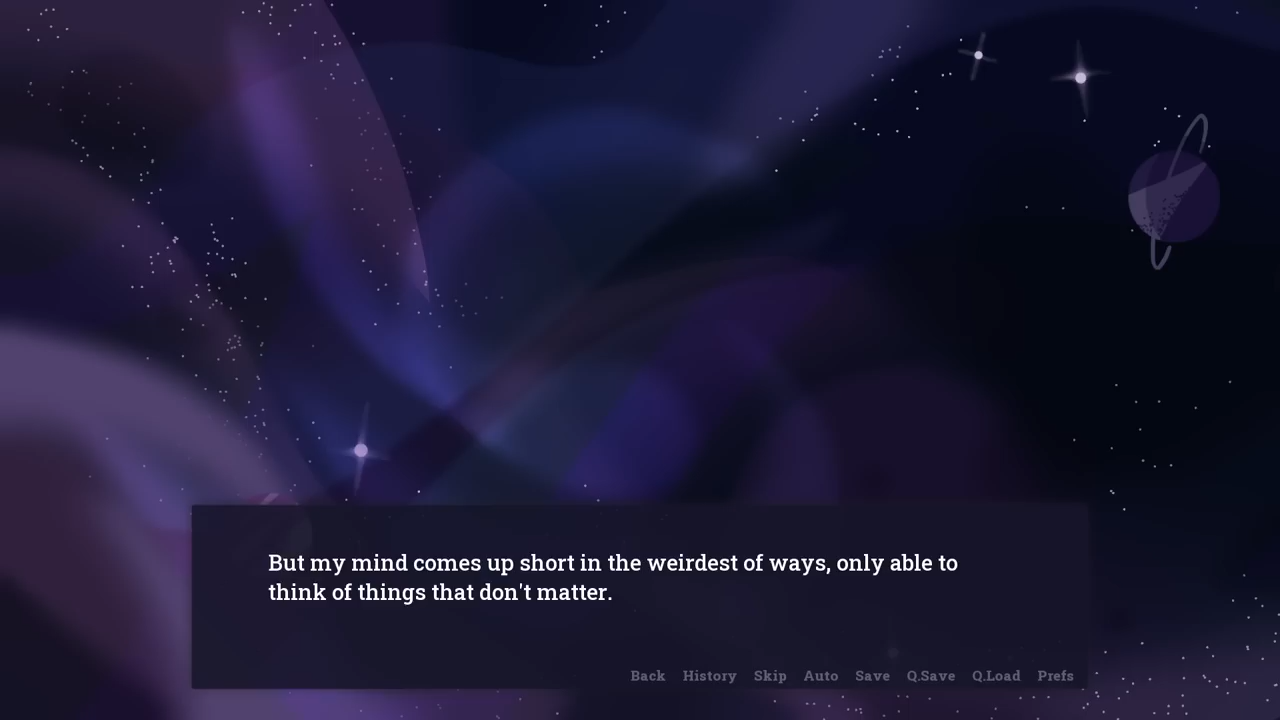 But my mind comes up short in the weirdest of ways, only able to
think of things that don't matter.
Back History Skip Auto Save Q.Save Q.Load Prefs